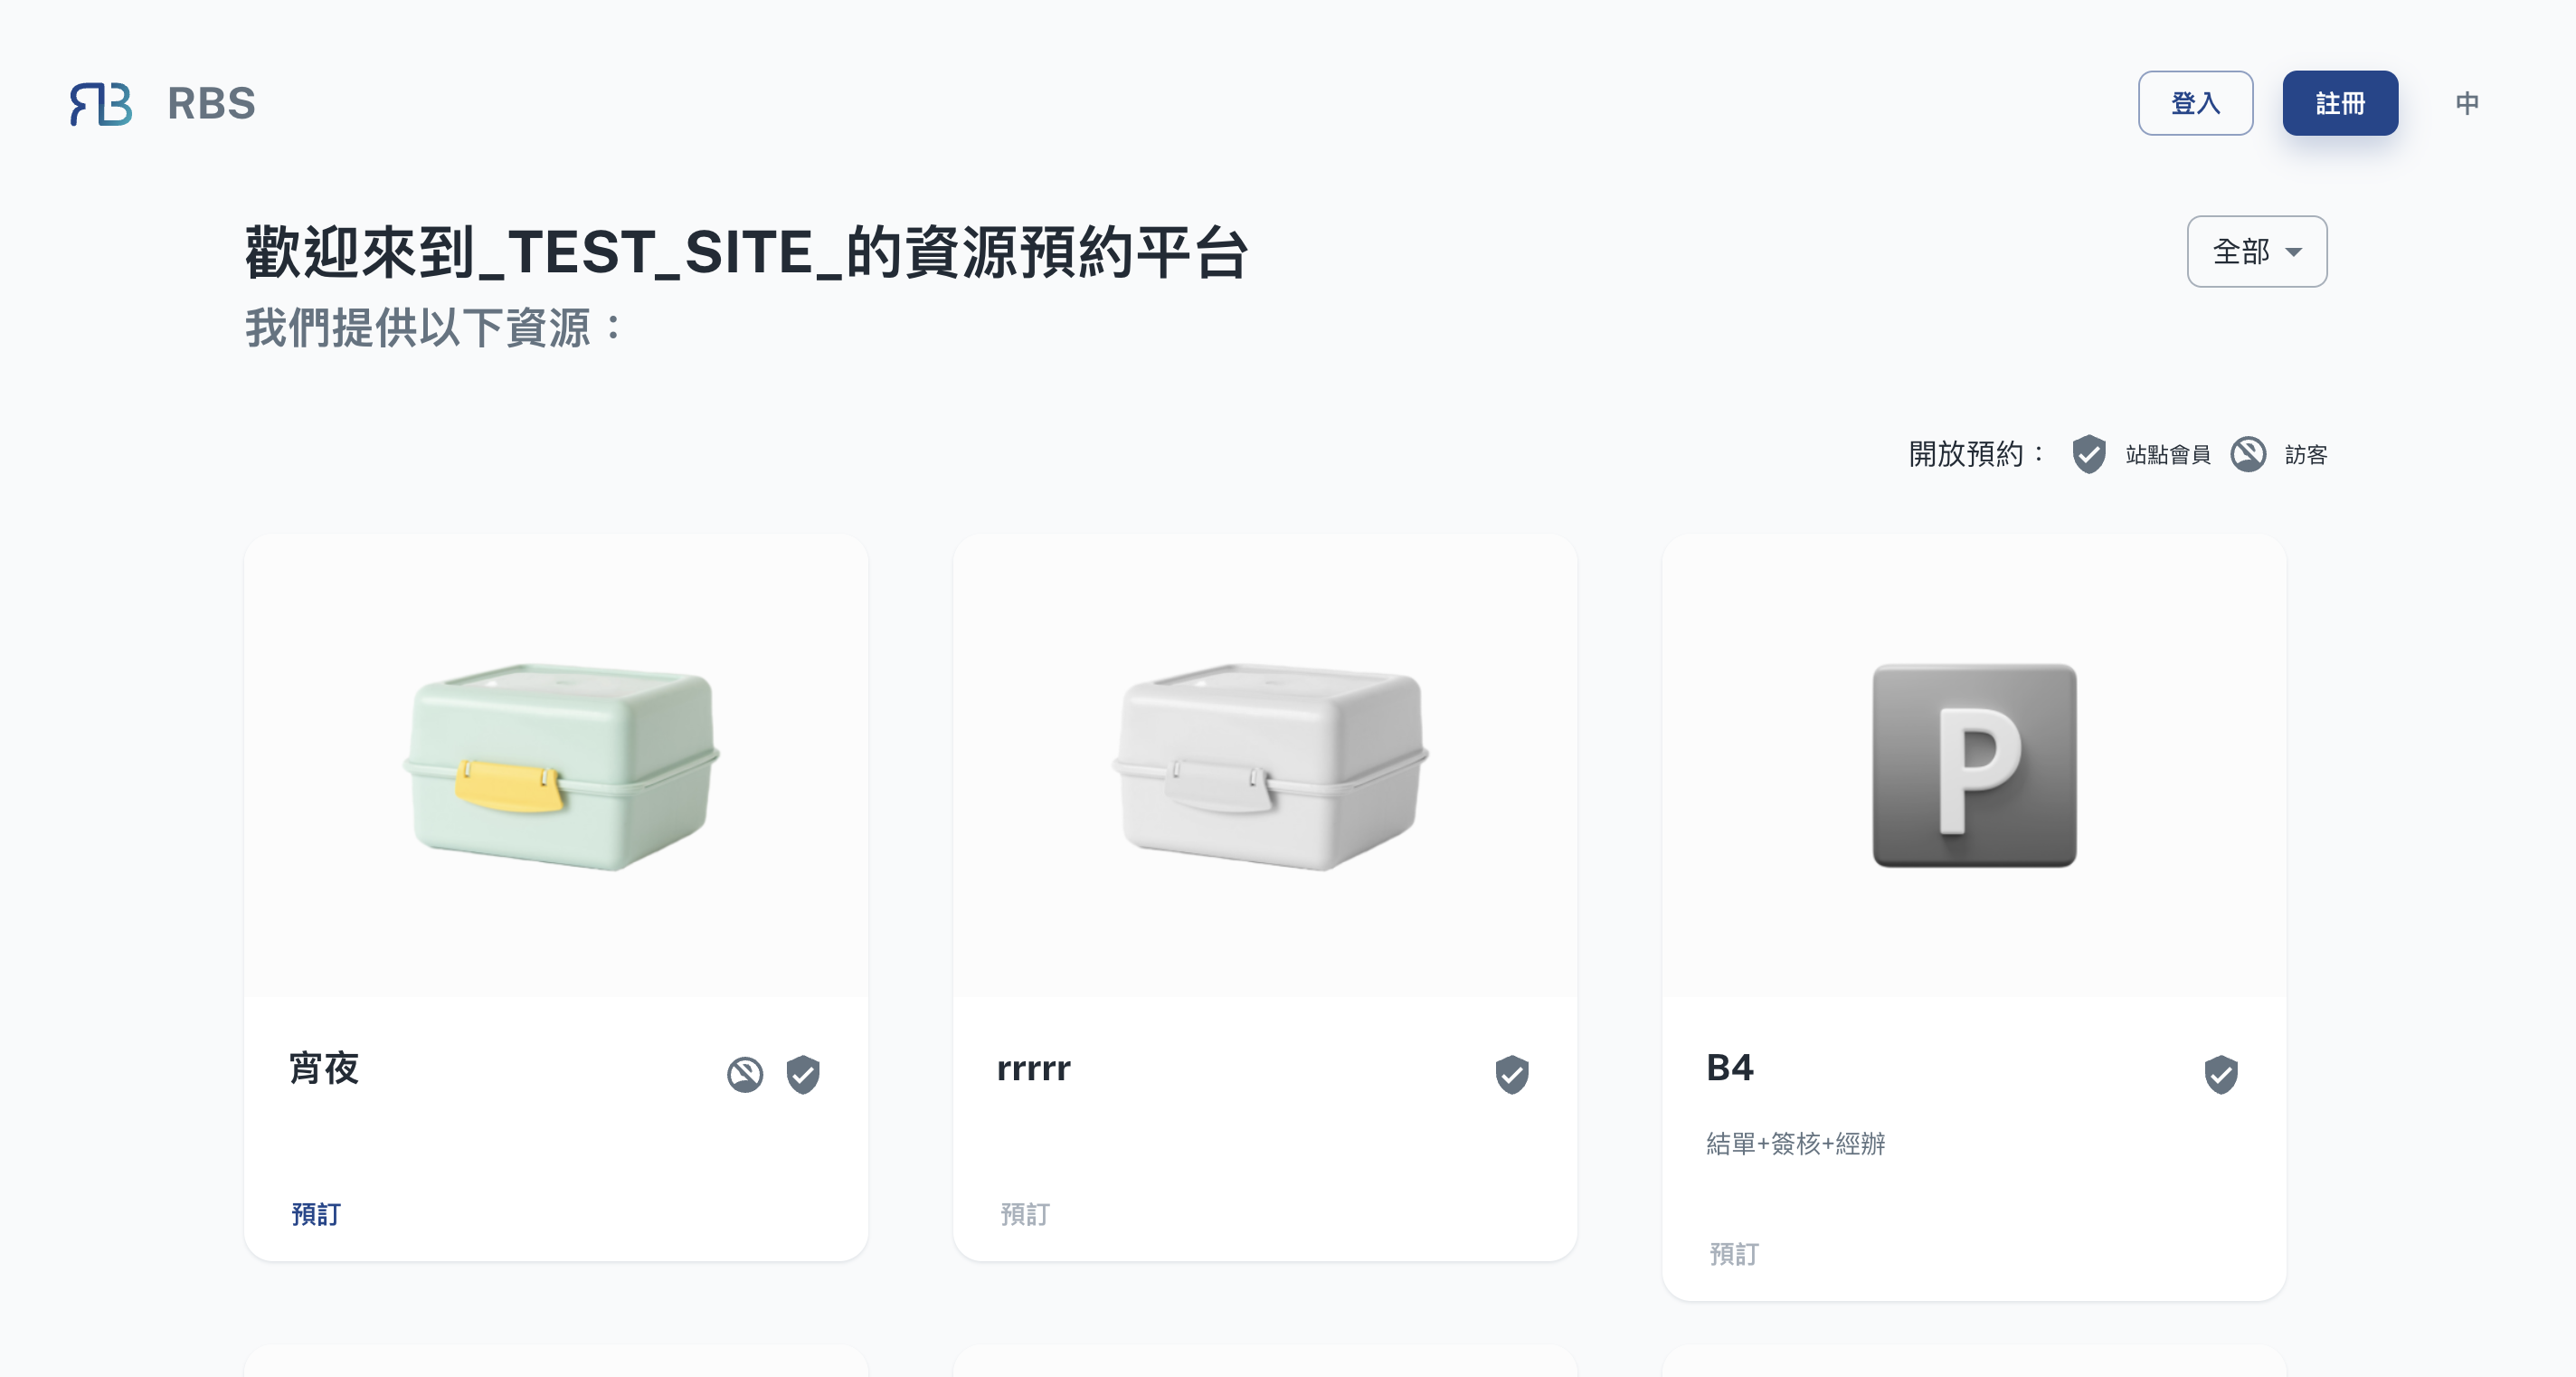 RBS
登入
註冊
中
歡迎來到_TEST_SITE_的資源預約平台
全部
我們提供以下資源：
開放預約：
站點會員
訪客
P
宵夜
預訂
rrrrr
預訂
B4
結單+簽核+經辦
預訂